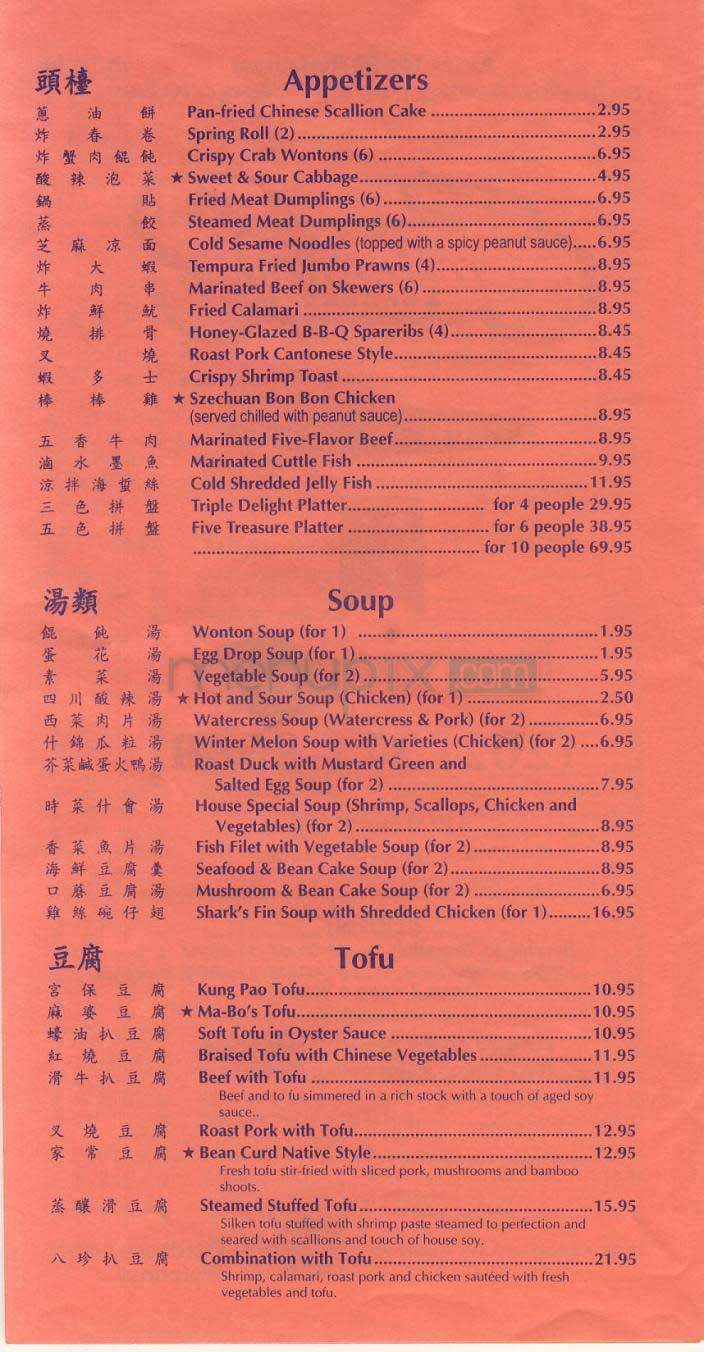 頭檯 Appetizers
蔥油餅 Pan-fried Chinese Scallion Cake ....................................2.95
炸春卷 Spring Roll (2)....................................2.95
炸蟹肉餛飩 Crispy Crab Wontons (6) ....................................6.95
酸辣泡菜 ★ Sweet & Sour Cabbage....................................4.95
鍋貼 Fried Meat Dumplings (6)....................................6.95
蒸餃 Steamed Meat Dumplings (6)....................................6.95
芝麻凉面 Cold Sesame Noodles (topped with a spicy peanut sauce).....6.95
炸大蝦 Tempura Fried Jumbo Prawns (4)....................................8.95
牛肉串 Marinated Beef on Skewers (6) ....................................8.95
炸鮮魷 Fried Calamari ....................................8.95
燒排骨 Honey-Glazed B-B-Q Spareribs (4)....................................8.45
叉燒 Roast Pork Cantonese Style....................................8.45
蝦多士 Crispy Shrimp Toast ....................................8.45
棒棒雞 ★ Szechuan Bon Bon Chicken
(served chilled with peanut sauce)....................................8.95
五香牛肉 Marinated Five-Flavor Beef....................................8.95
滷水墨魚 Marinated Cuttle Fish ....................................9.95
涼拌海蜇絲 Cold Shredded Jelly Fish ....................................11.95
三色拼盤 Triple Delight Platter.............................. for 4 people 29.95
五色拼盤 Five Treasure Platter .............................. for 6 people 38.95
.............................................................. for 10 people 69.95
湯類 Soup
餛飩湯 Wonton Soup (for 1) ....................................1.95
蛋花湯 Egg Drop Soup (for 1)....................................1.95
素菜湯 Vegetable Soup (for 2) ....................................5.95
四川酸辣湯 ★ Hot and Sour Soup (Chicken) (for 1) ..............................2.50
西菜肉片湯 Watercress Soup (Watercress & Pork) (for 2) ................6.95
什錦瓜粒湯 Winter Melon Soup with Varieties (Chicken) (for 2) ....6.95
芥菜鹹蛋火鴨湯 Roast Duck with Mustard Green and
Salted Egg Soup (for 2) ....................................7.95
時菜什會湯 House Special Soup (Shrimp, Scallops, Chicken and
Vegetables) (for 2)....................................8.95
香菜魚片湯 Fish Filet with Vegetable Soup (for 2)............................8.95
海鮮豆腐羹 Seafood & Bean Cake Soup (for 2)................................8.95
口蘑豆腐湯 Mushroom & Bean Cake Soup (for 2) ............................6.95
雞絲碗仔翅 Shark's Fin Soup with Shredded Chicken (for 1).........16.95
豆腐 Tofu
宮保豆腐 Kung Pao Tofu....................................10.95
麻婆豆腐 ★ Ma-Bo's Tofu....................................10.95
蠔油扒豆腐 Soft Tofu in Oyster Sauce ....................................10.95
紅燒豆腐 Braised Tofu with Chinese Vegetables .........................11.95
滑牛扒豆腐 Beef with Tofu ....................................11.95
Beef and to fu simmered in a rich stock with a touch of aged soy
sauce..
叉燒豆腐 Roast Pork with Tofu....................................12.95
家常豆腐 ★ Bean Curd Native Style....................................12.95
Fresh tofu stir-fried with sliced pork, mushrooms and bamboo
shoots.
蒸釀滑豆腐 Steamed Stuffed Tofu....................................15.95
Silken tofu stuffed with shrimp paste steamed to perfection and
seared with scallions and touch of house soy.
八珍扒豆腐 Combination with Tofu....................................21.95
Shrimp, calamari, roast pork and chicken sautéed with fresh
vegetables and tofu.
menupix.com